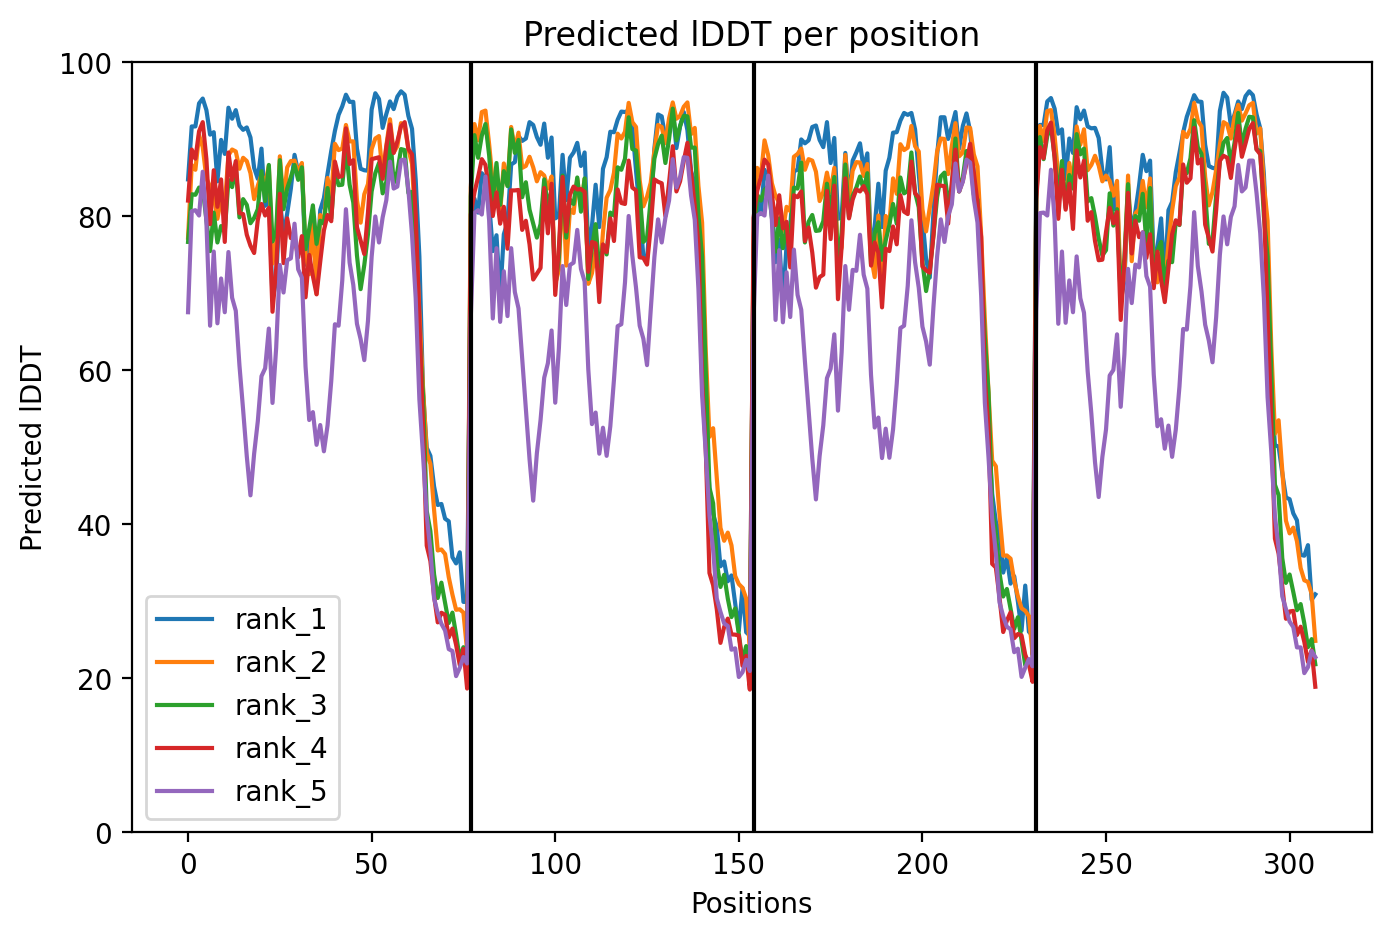 Predicted lDDT per position
100
80
60
40
20
0
Predicted lDDT
rank_1
rank_2
rank_3
rank_4
rank_5
0 50 100 150 200 250 300
Positions